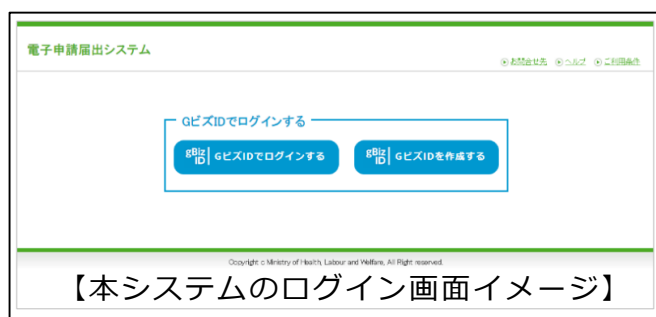 電子申請届出システム
お問合せ先 ヘルプ ご利用条件
GビズIDでログインする
gBiz ID GビズIDでログインする gBiz ID GビズIDを作成する
Copyright c Ministry of Health, Labour and Welfare, All Right reserved.
【本システムのログイン画面イメージ】